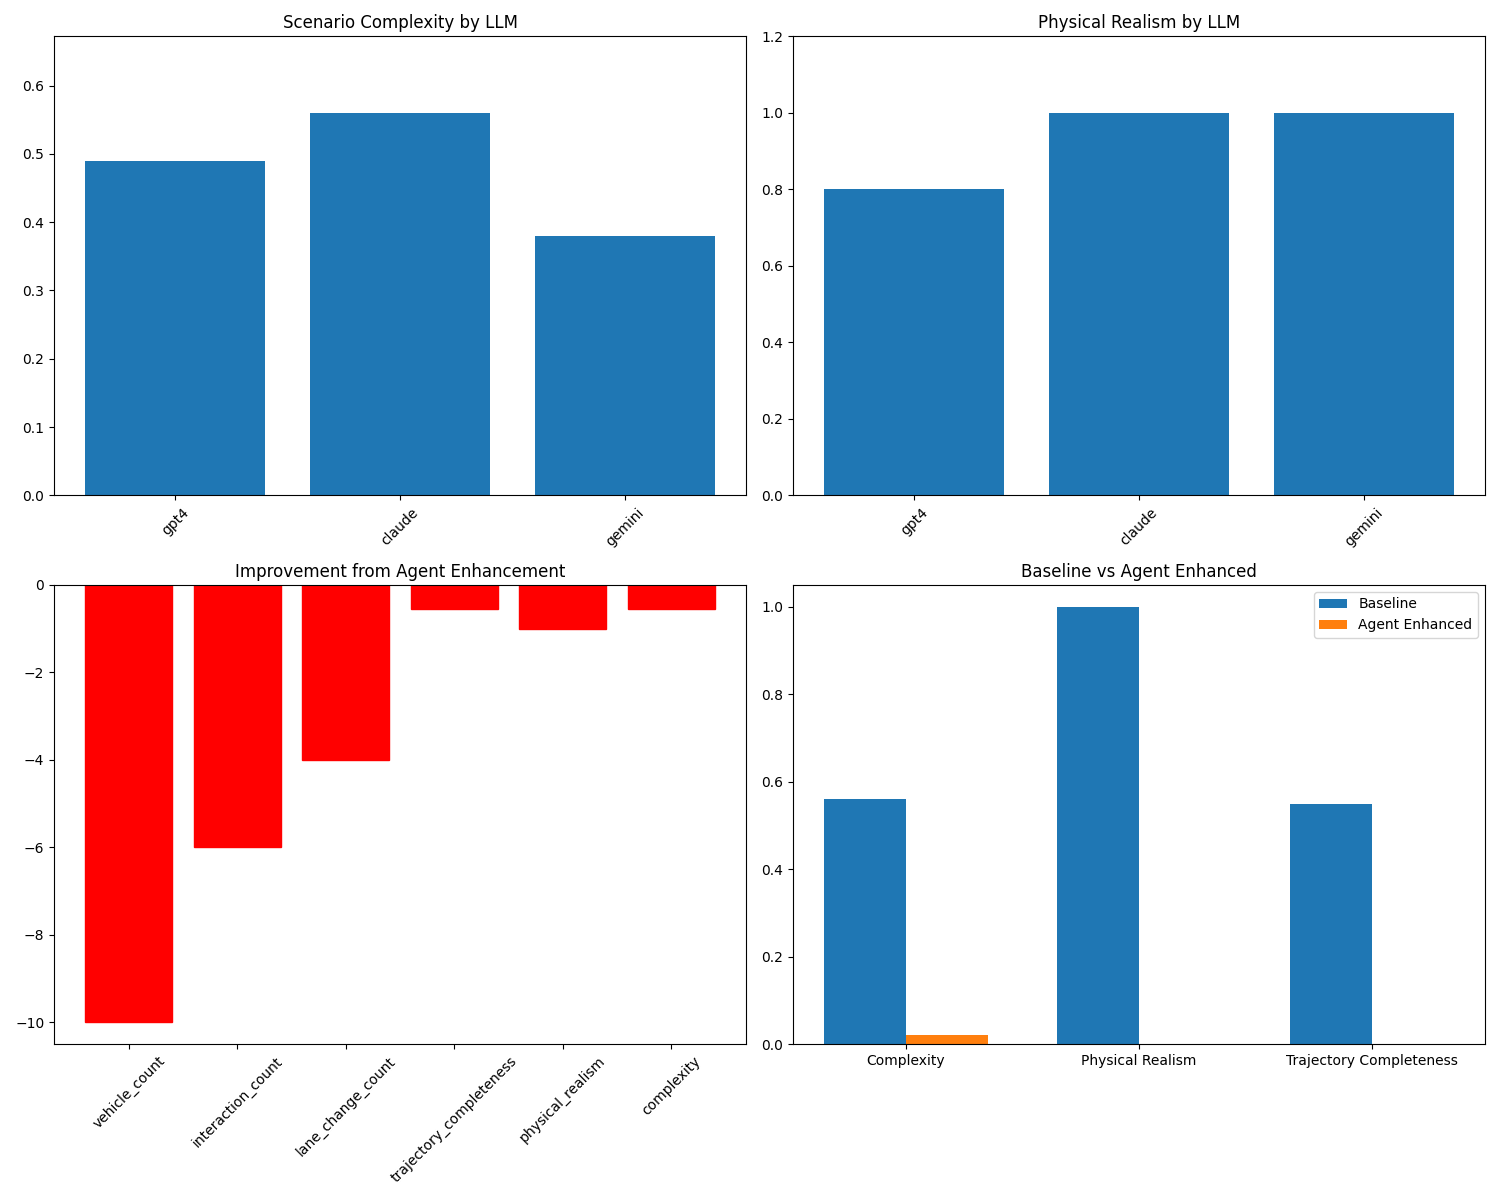 Scenario Complexity by LLM
0.6
0.5
0.4
0.3
0.2
0.1
0.0
gpt4
claude
gemini
Physical Realism by LLM
1.2
1.0
0.8
0.6
0.4
0.2
0.0
gpt4
claude
gemini
Improvement from Agent Enhancement
0
−2
−4
−6
−8
−10
vehicle_count
interaction_count
lane_change_count
trajectory_completeness
physical_realism
complexity
Baseline vs Agent Enhanced
Baseline
Agent Enhanced
1.0
0.8
0.6
0.4
0.2
0.0
Complexity
Physical Realism
Trajectory Completeness